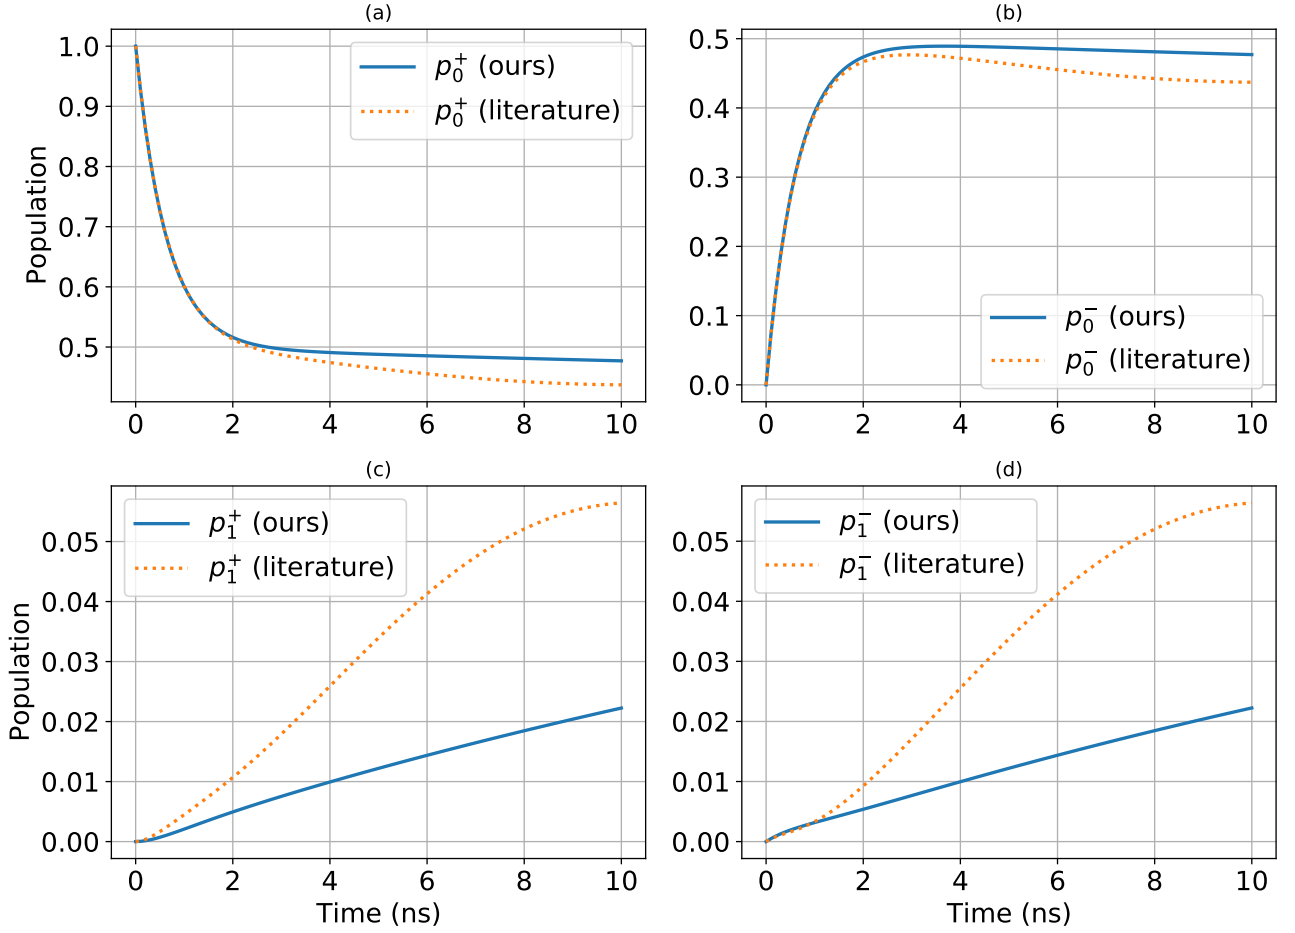 (a)
1.0
0.9
0.8
0.7
0.6
0.5
Population
0 2 4 6 8 10
p₀⁺ (ours)
p₀⁺ (literature)
(b)
0.5
0.4
0.3
0.2
0.1
0.0
0 2 4 6 8 10
p₀⁻ (ours)
p₀⁻ (literature)
(c)
0.05
0.04
0.03
0.02
0.01
0.00
Population
0 2 4 6 8 10
Time (ns)
p₁⁺ (ours)
p₁⁺ (literature)
(d)
0.05
0.04
0.03
0.02
0.01
0.00
0 2 4 6 8 10
Time (ns)
p₁⁻ (ours)
p₁⁻ (literature)